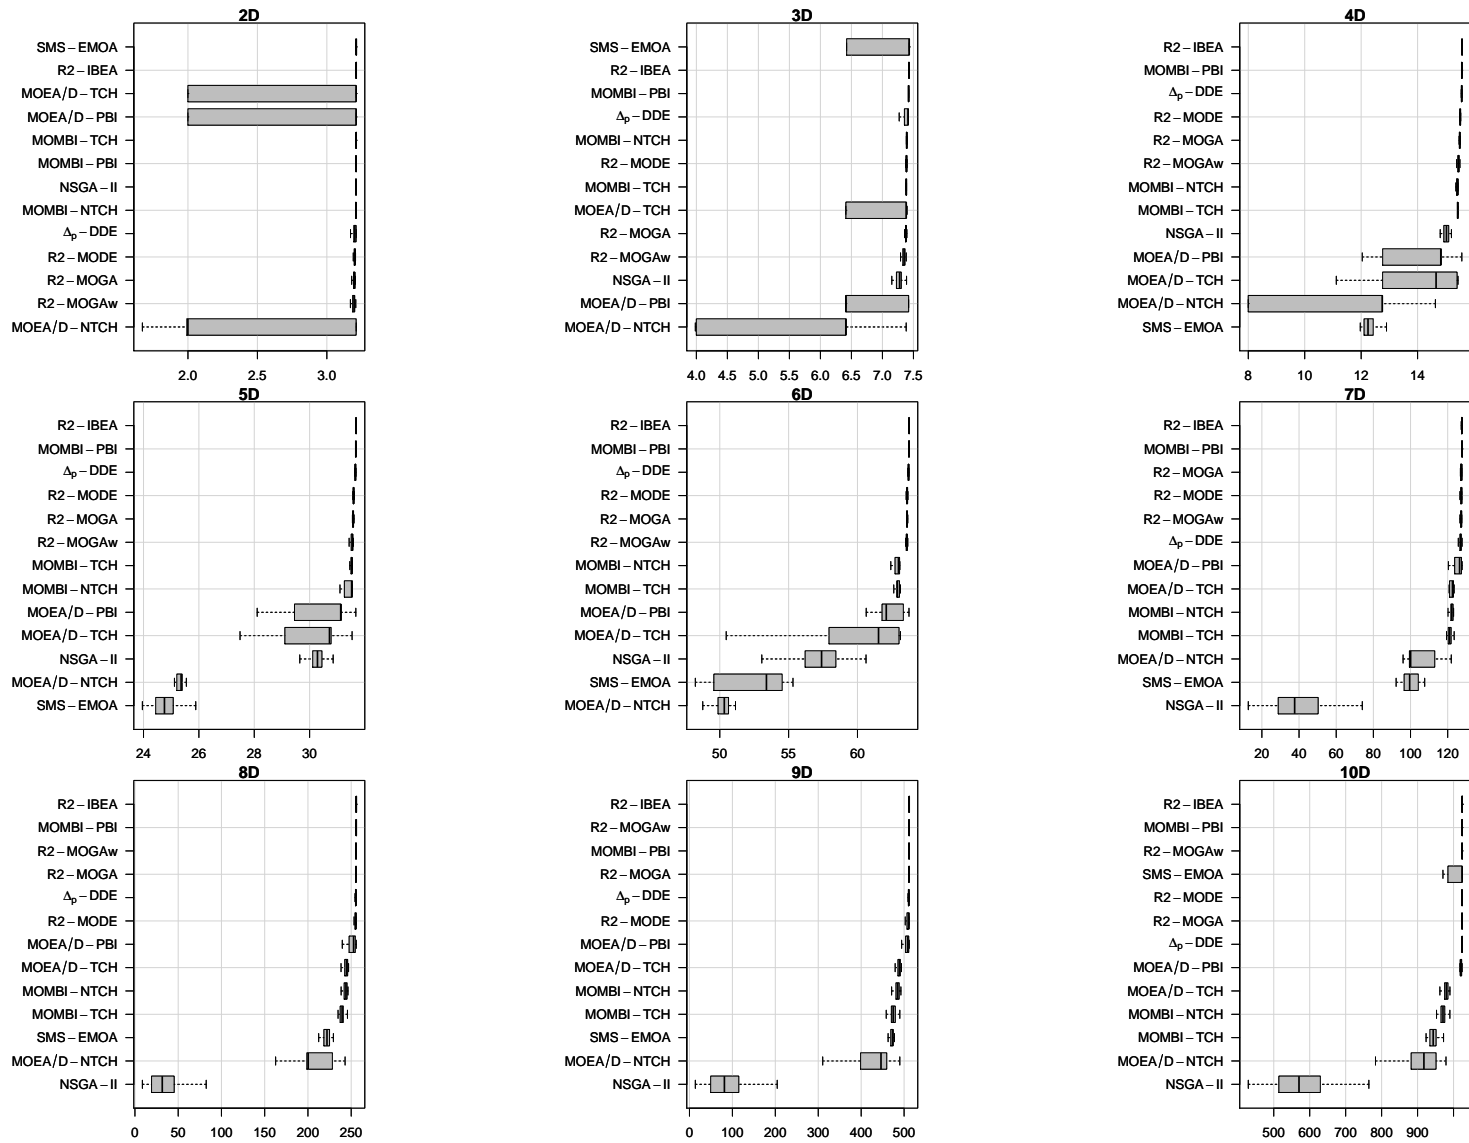 2D
SMS-EMOA
R2-IBEA
MOEA/D-TCH
MOEA/D-PBI
MOMBI-TCH
MOMBI-PBI
NSGA-II
MOMBI-NTCH
Δp-DDE
R2-MODE
R2-MOGA
R2-MOGAw
MOEA/D-NTCH
2.0 2.5 3.0
3D
SMS-EMOA
R2-IBEA
MOMBI-PBI
Δp-DDE
MOMBI-NTCH
R2-MODE
MOMBI-TCH
MOEA/D-TCH
R2-MOGA
R2-MOGAw
NSGA-II
MOEA/D-PBI
MOEA/D-NTCH
4.0 4.5 5.0 5.5 6.0 6.5 7.0 7.5
4D
R2-IBEA
MOMBI-PBI
Δp-DDE
R2-MODE
R2-MOGA
R2-MOGAw
MOMBI-NTCH
MOMBI-TCH
NSGA-II
MOEA/D-PBI
MOEA/D-TCH
MOEA/D-NTCH
SMS-EMOA
8 10 12 14
5D
R2-IBEA
MOMBI-PBI
Δp-DDE
R2-MODE
R2-MOGA
R2-MOGAw
MOMBI-TCH
MOMBI-NTCH
MOEA/D-PBI
MOEA/D-TCH
NSGA-II
MOEA/D-NTCH
SMS-EMOA
24 26 28 30
6D
R2-IBEA
MOMBI-PBI
Δp-DDE
R2-MODE
R2-MOGA
R2-MOGAw
MOMBI-NTCH
MOMBI-TCH
MOEA/D-PBI
MOEA/D-TCH
NSGA-II
SMS-EMOA
MOEA/D-NTCH
50 55 60
7D
R2-IBEA
MOMBI-PBI
R2-MOGA
R2-MODE
R2-MOGAw
Δp-DDE
MOEA/D-PBI
MOEA/D-TCH
MOMBI-NTCH
MOMBI-TCH
MOEA/D-NTCH
SMS-EMOA
NSGA-II
20 40 60 80 100 120
8D
R2-IBEA
MOMBI-PBI
R2-MOGAw
R2-MOGA
Δp-DDE
R2-MODE
MOEA/D-PBI
MOEA/D-TCH
MOMBI-NTCH
MOMBI-TCH
SMS-EMOA
MOEA/D-NTCH
NSGA-II
0 50 100 150 200 250
9D
R2-IBEA
R2-MOGAw
MOMBI-PBI
R2-MOGA
Δp-DDE
R2-MODE
MOEA/D-PBI
MOEA/D-TCH
MOMBI-NTCH
MOMBI-TCH
SMS-EMOA
MOEA/D-NTCH
NSGA-II
0 100 200 300 400 500
10D
R2-IBEA
MOMBI-PBI
R2-MOGAw
SMS-EMOA
R2-MODE
R2-MOGA
Δp-DDE
MOEA/D-PBI
MOEA/D-TCH
MOMBI-NTCH
MOMBI-TCH
MOEA/D-NTCH
NSGA-II
500 600 700 800 900